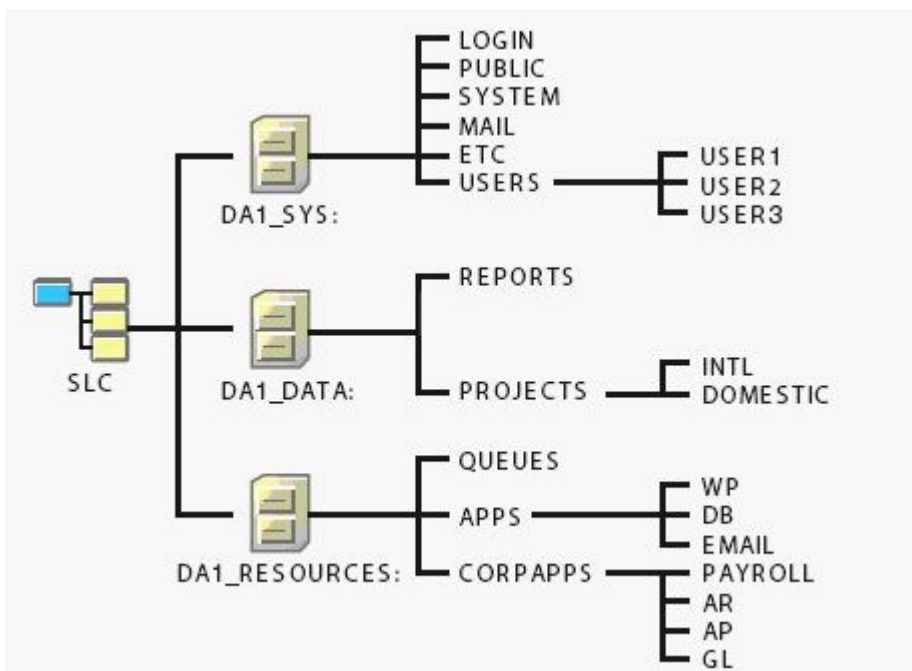 LOGIN
PUBLIC
SYSTEM
MAIL
ETC
USERS
USER1
USER2
USER3
DA1_SYS:
REPORTS
PROJECTS
INTL
DOMESTIC
SLC
DA1_DATA:
QUEUES
APPS
WP
DB
EMAIL
DA1_RESOURCES:
CORPAPPS
PAYROLL
AR
AP
GL